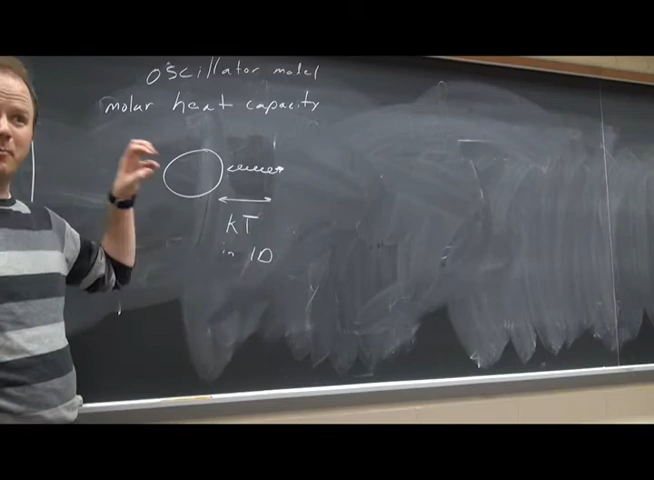 oscillator model
molar heat capacity
kT
in 1D